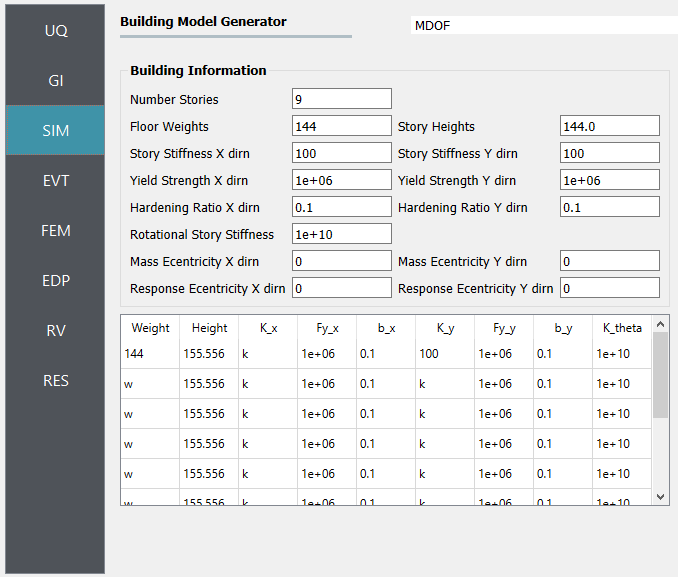 UQ
GI
SIM
EVT
FEM
EDP
RV
RES
Building Model Generator
MDOF
Building Information
Number Stories 9
Floor Weights 144 Story Heights 144.0
Story Stiffness X dirn 100 Story Stiffness Y dirn 100
Yield Strength X dirn 1e+06 Yield Strength Y dirn 1e+06
Hardening Ratio X dirn 0.1 Hardening Ratio Y dirn 0.1
Rotational Story Stiffness 1e+10
Mass Ecentricity X dirn 0 Mass Ecentricity Y dirn 0
Response Ecentricity X dirn 0 Response Ecentricity Y dirn 0
Weight Height K_x Fy_x b_x K_y Fy_y b_y K_theta
144 155.556 k 1e+06 0.1 100 1e+06 0.1 1e+10
w 155.556 k 1e+06 0.1 k 1e+06 0.1 1e+10
w 155.556 k 1e+06 0.1 k 1e+06 0.1 1e+10
w 155.556 k 1e+06 0.1 k 1e+06 0.1 1e+10
w 155.556 k 1e+06 0.1 k 1e+06 0.1 1e+10
w 155.556 k 1e+06 0.1 k 1e+06 0.1 1e+10